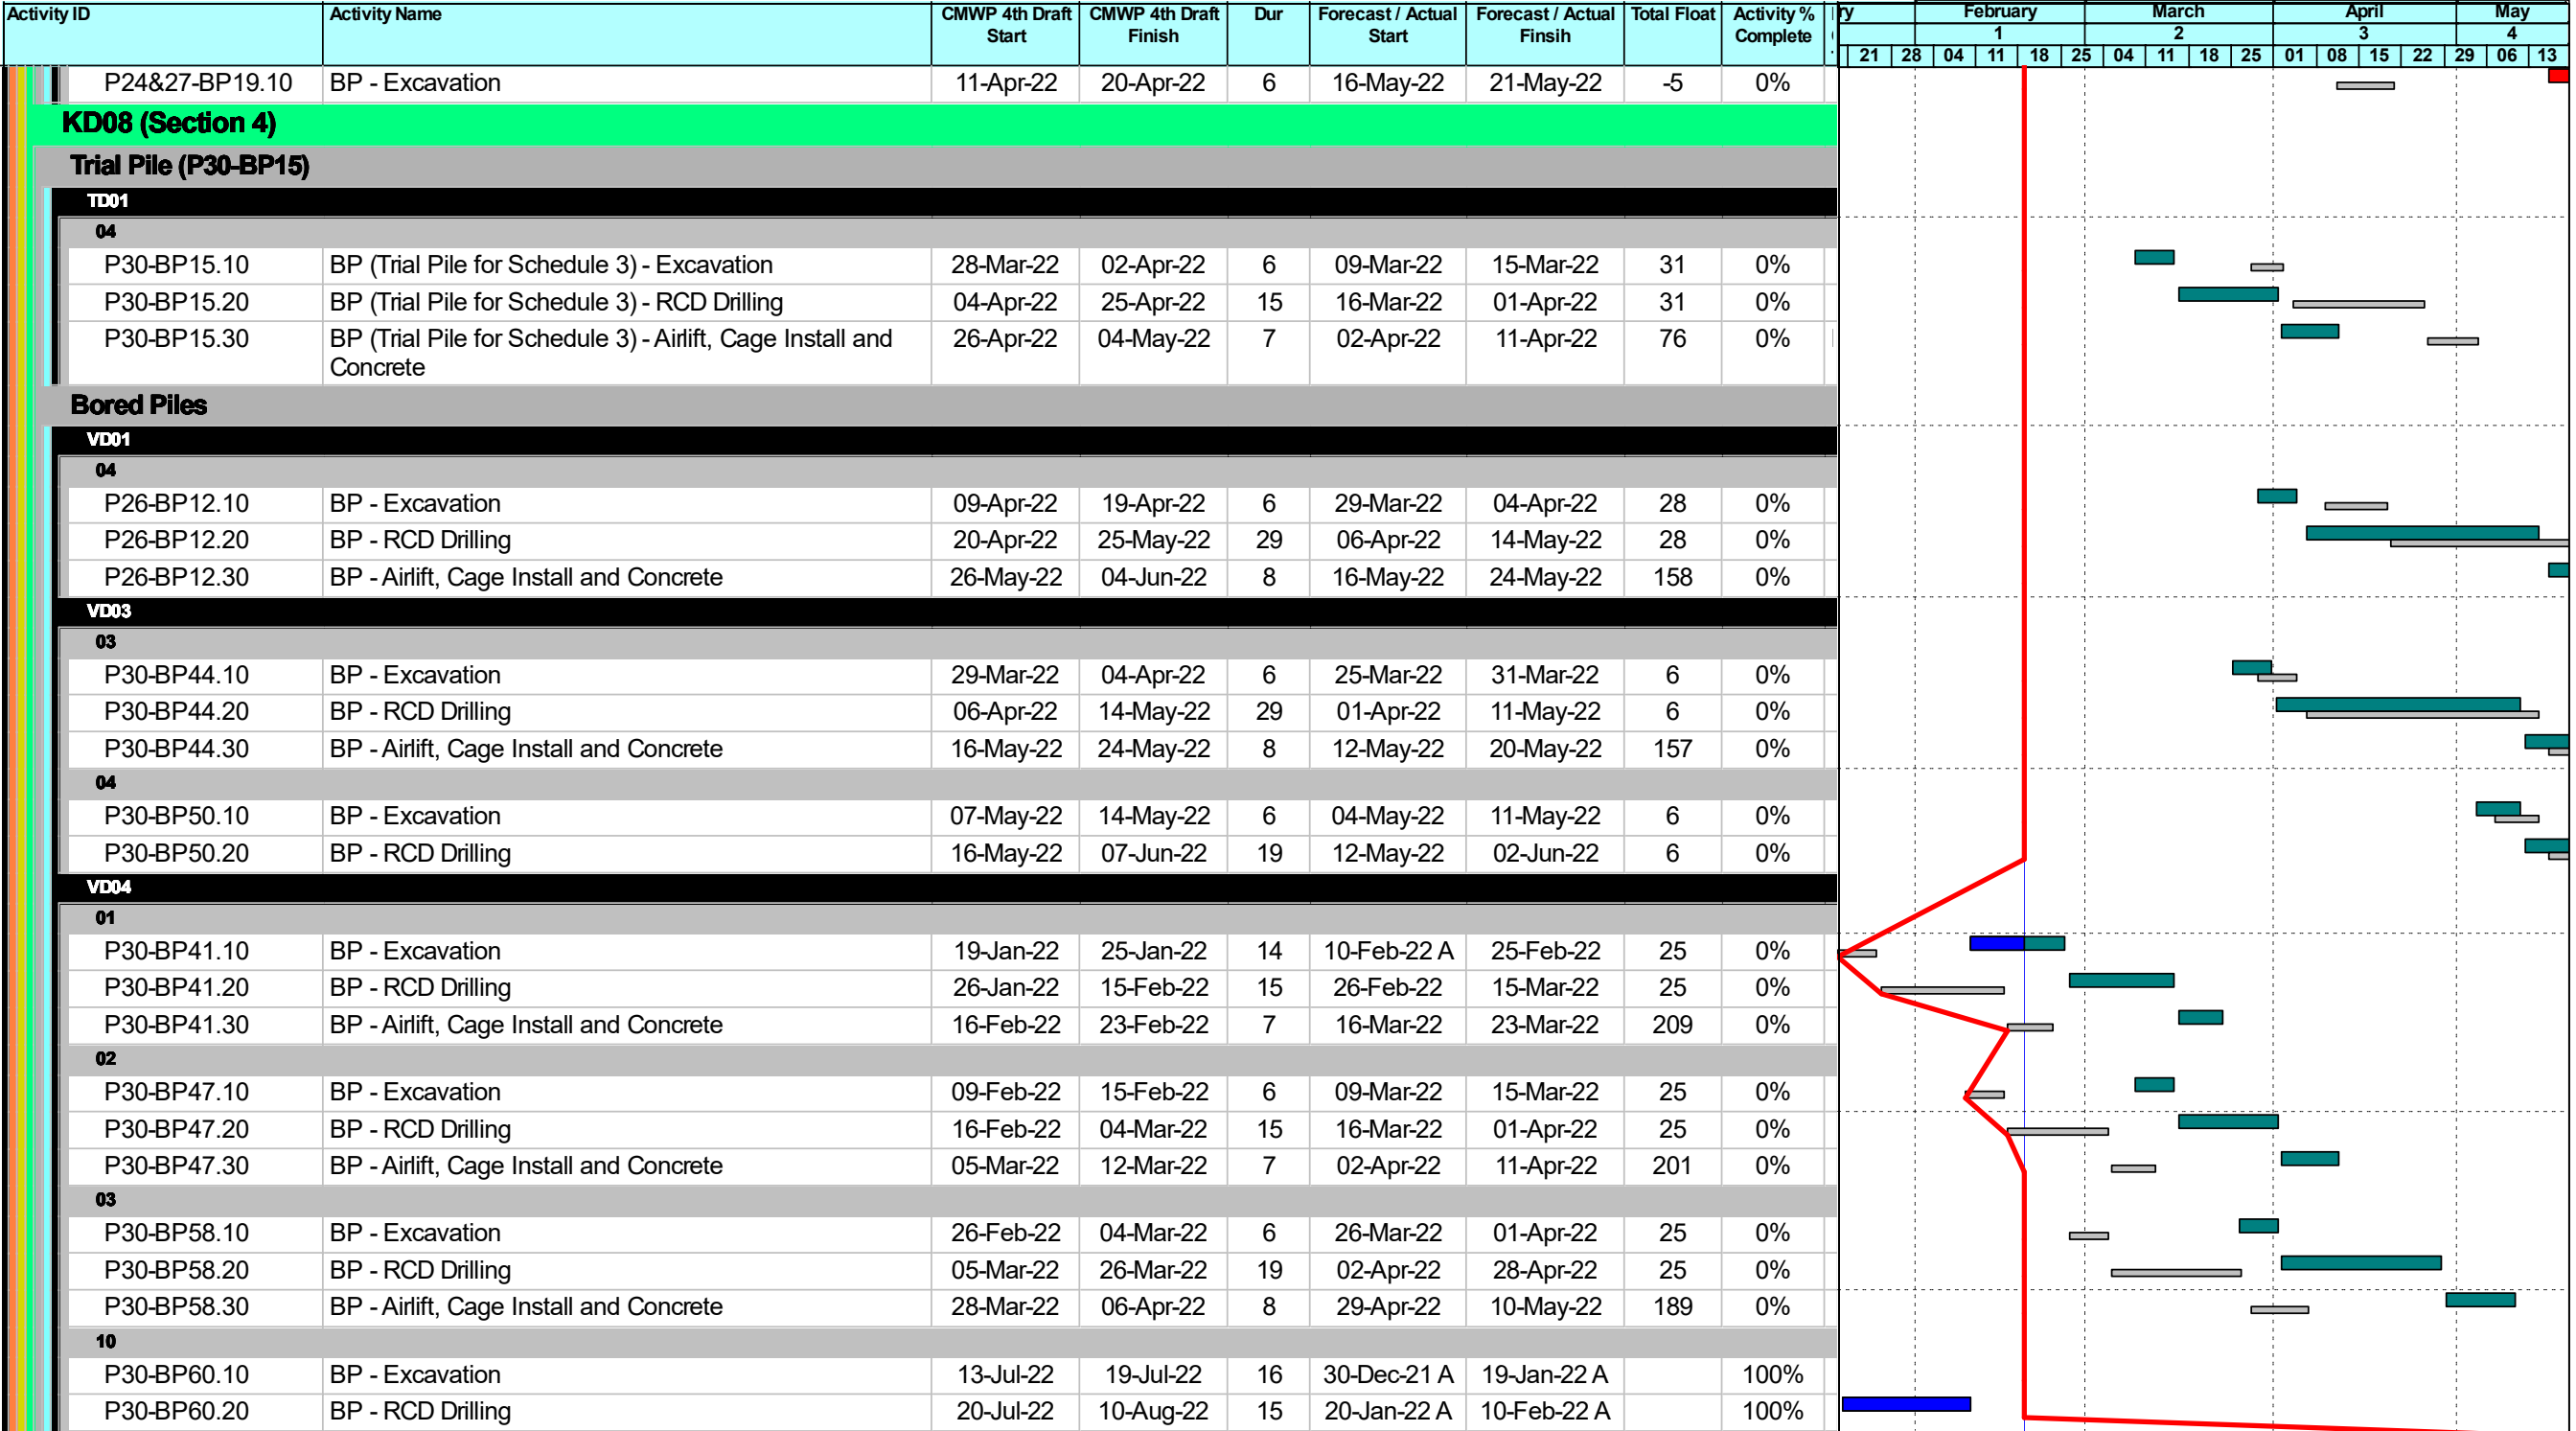 Activity ID Activity Name CMWP 4th Draft Start CMWP 4th Draft Finish Dur Forecast / Actual Start Forecast / Actual Finsih Total Float Activity % Complete ry February March April May
1 2 3 4
21 28 04 11 18 25 04 11 18 25 01 08 15 22 29 06 13
P24&27-BP19.10 BP - Excavation 11-Apr-22 20-Apr-22 6 16-May-22 21-May-22 -5 0%
KD08 (Section 4)
Trial Pile (P30-BP15)
TD01
04
P30-BP15.10 BP (Trial Pile for Schedule 3) - Excavation 28-Mar-22 02-Apr-22 6 09-Mar-22 15-Mar-22 31 0%
P30-BP15.20 BP (Trial Pile for Schedule 3) - RCD Drilling 04-Apr-22 25-Apr-22 15 16-Mar-22 01-Apr-22 31 0%
P30-BP15.30 BP (Trial Pile for Schedule 3) - Airlift, Cage Install and Concrete 26-Apr-22 04-May-22 7 02-Apr-22 11-Apr-22 76 0%
Bored Piles
VD01
04
P26-BP12.10 BP - Excavation 09-Apr-22 19-Apr-22 6 29-Mar-22 04-Apr-22 28 0%
P26-BP12.20 BP - RCD Drilling 20-Apr-22 25-May-22 29 06-Apr-22 14-May-22 28 0%
P26-BP12.30 BP - Airlift, Cage Install and Concrete 26-May-22 04-Jun-22 8 16-May-22 24-May-22 158 0%
VD03
03
P30-BP44.10 BP - Excavation 29-Mar-22 04-Apr-22 6 25-Mar-22 31-Mar-22 6 0%
P30-BP44.20 BP - RCD Drilling 06-Apr-22 14-May-22 29 01-Apr-22 11-May-22 6 0%
P30-BP44.30 BP - Airlift, Cage Install and Concrete 16-May-22 24-May-22 8 12-May-22 20-May-22 157 0%
04
P30-BP50.10 BP - Excavation 07-May-22 14-May-22 6 04-May-22 11-May-22 6 0%
P30-BP50.20 BP - RCD Drilling 16-May-22 07-Jun-22 19 12-May-22 02-Jun-22 6 0%
VD04
01
P30-BP41.10 BP - Excavation 19-Jan-22 25-Jan-22 14 10-Feb-22 A 25-Feb-22 25 0%
P30-BP41.20 BP - RCD Drilling 26-Jan-22 15-Feb-22 15 26-Feb-22 15-Mar-22 25 0%
P30-BP41.30 BP - Airlift, Cage Install and Concrete 16-Feb-22 23-Feb-22 7 16-Mar-22 23-Mar-22 209 0%
02
P30-BP47.10 BP - Excavation 09-Feb-22 15-Feb-22 6 09-Mar-22 15-Mar-22 25 0%
P30-BP47.20 BP - RCD Drilling 16-Feb-22 04-Mar-22 15 16-Mar-22 01-Apr-22 25 0%
P30-BP47.30 BP - Airlift, Cage Install and Concrete 05-Mar-22 12-Mar-22 7 02-Apr-22 11-Apr-22 201 0%
03
P30-BP58.10 BP - Excavation 26-Feb-22 04-Mar-22 6 26-Mar-22 01-Apr-22 25 0%
P30-BP58.20 BP - RCD Drilling 05-Mar-22 26-Mar-22 19 02-Apr-22 28-Apr-22 25 0%
P30-BP58.30 BP - Airlift, Cage Install and Concrete 28-Mar-22 06-Apr-22 8 29-Apr-22 10-May-22 189 0%
10
P30-BP60.10 BP - Excavation 13-Jul-22 19-Jul-22 16 30-Dec-21 A 19-Jan-22 A 100%
P30-BP60.20 BP - RCD Drilling 20-Jul-22 10-Aug-22 15 20-Jan-22 A 10-Feb-22 A 100%